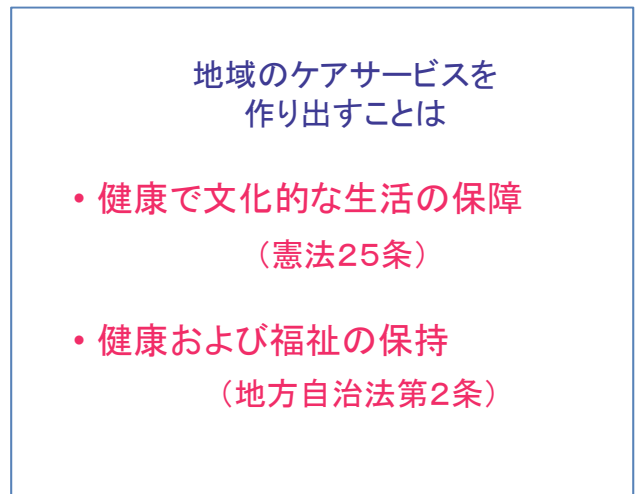 地域のケアサービスを
作り出すことは
・健康で文化的な生活の保障
（憲法２５条）
・健康および福祉の保持
（地方自治法第２条）